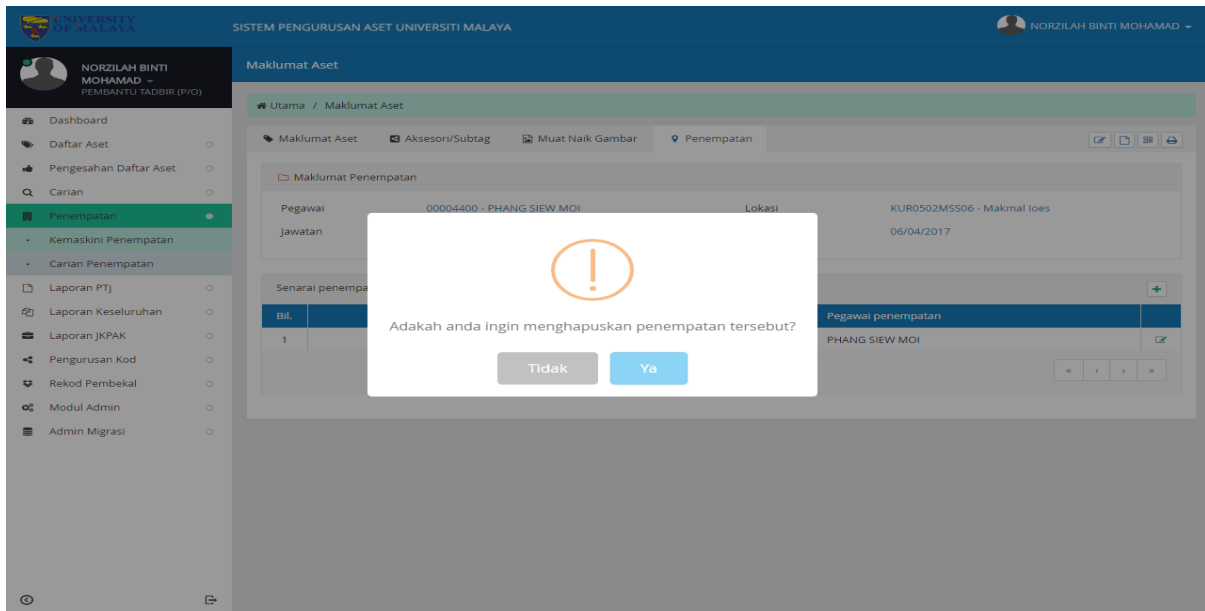 UNIVERSITY
OF MALAYA
SISTEM PENGURUSAN ASET UNIVERSITI MALAYA
NORZILAH BINTI MOHAMAD
NORZILAH BINTI
MOHAMAD
PEMBANTU TADBIR (P/O)
Maklumat Aset
Utama / Maklumat Aset
Dashboard
Daftar Aset
Pengesahan Daftar Aset
Carian
Penempatan
Kemaskini Penempatan
Carian Penempatan
Laporan PTj
Laporan Keseluruhan
Laporan JKPAK
Pengurusan Kod
Rekod Pembekal
Modul Admin
Admin Migrasi
Maklumat Aset Aksesori/Subtag Muat Naik Gambar Penempatan
Maklumat Penempatan
Pegawai 00004400 - PHANG SIEW MOI Lokasi KUR0502MSS06 - Makmal Ioes
Jawatan 06/04/2017
Senarai penempa
Bil. Pegawai penempatan
1 PHANG SIEW MOI
« ‹ › »
!
Adakah anda ingin menghapuskan penempatan tersebut?
Tidak Ya